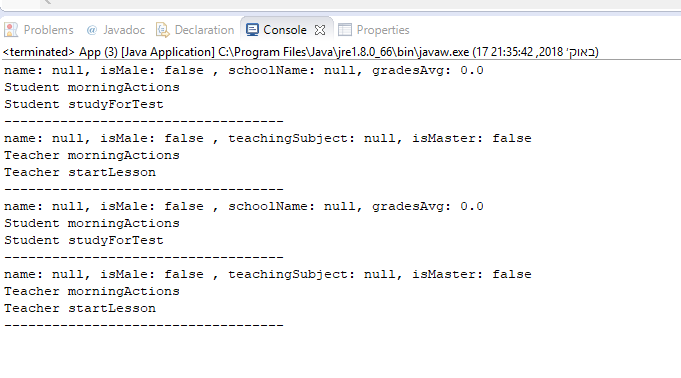 Problems @ Javadoc Declaration Console Properties
<terminated> App (3) [Java Application] C:\Program Files\Java\jre1.8.0_66\bin\javaw.exe (17 באוק׳ 2018, 21:35:42)
name: null, isMale: false , schoolName: null, gradesAvg: 0.0
Student morningActions
Student studyForTest
-----------------------------------
name: null, isMale: false , teachingSubject: null, isMaster: false
Teacher morningActions
Teacher startLesson
-----------------------------------
name: null, isMale: false , schoolName: null, gradesAvg: 0.0
Student morningActions
Student studyForTest
-----------------------------------
name: null, isMale: false , teachingSubject: null, isMaster: false
Teacher morningActions
Teacher startLesson
-----------------------------------